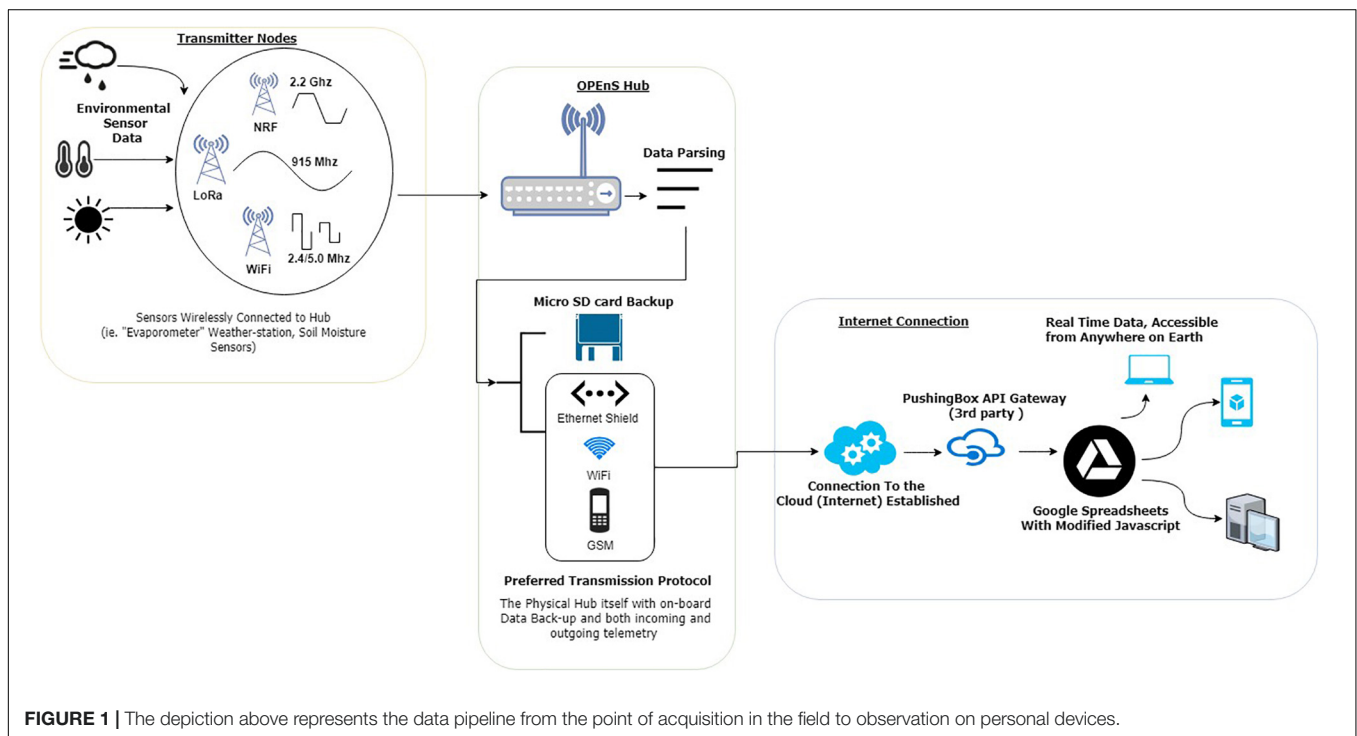 Transmitter Nodes
Environmental
Sensor
Data
2.2 Ghz
NRF
915 Mhz
LoRa
2.4/5.0 Mhz
WiFi
Sensors Wirelessly Connected to Hub
(ie. "Evaporometer" Weather-station, Soil Moisture
Sensors)
OPEnS Hub
Data Parsing
Micro SD card Backup
Ethernet Shield
WiFi
GSM
Preferred Transmission Protocol
The Physical Hub itself with on-board
Data Back-up and both incoming and
outgoing telemetry
Internet Connection
Real Time Data, Accessible
from Anywhere on Earth
PushingBox API Gateway
(3rd party )
Connection To the
Cloud (Internet) Established
Google Spreadsheets
With Modified Javascript
FIGURE 1 | The depiction above represents the data pipeline from the point of acquisition in the field to observation on personal devices.